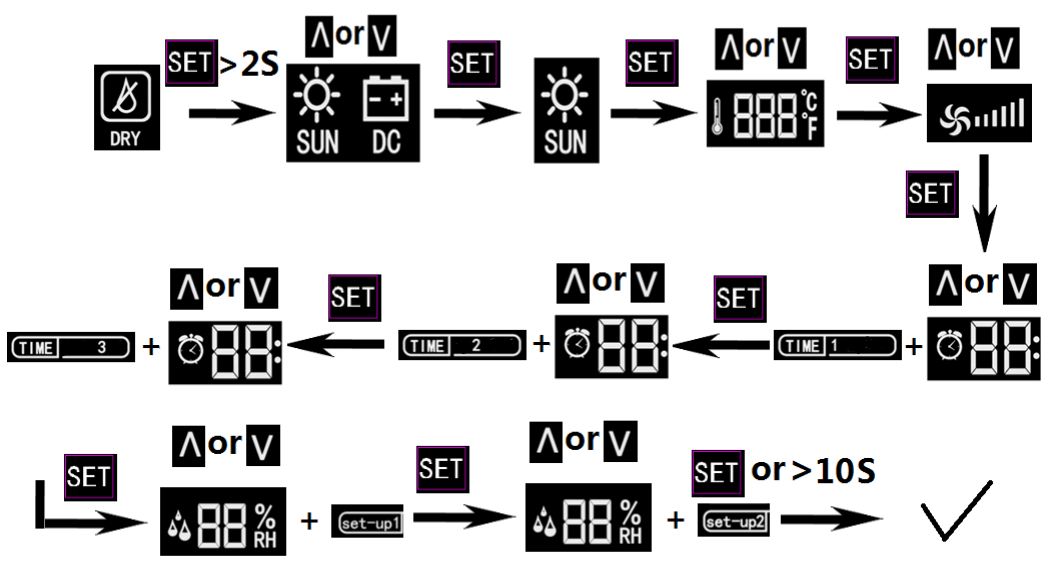 SET >2S Λ or V SET SET Λ or V SET Λ or V
DRY SUN DC SUN 888 °C °F
SET
Λ or V SET Λ or V SET Λ or V
TIME 3 + 88: TIME 2 + 88: TIME 1 + 88:
SET Λ or V SET Λ or V SET or >10S
88 % RH + set-up1 88 % RH + set-up2